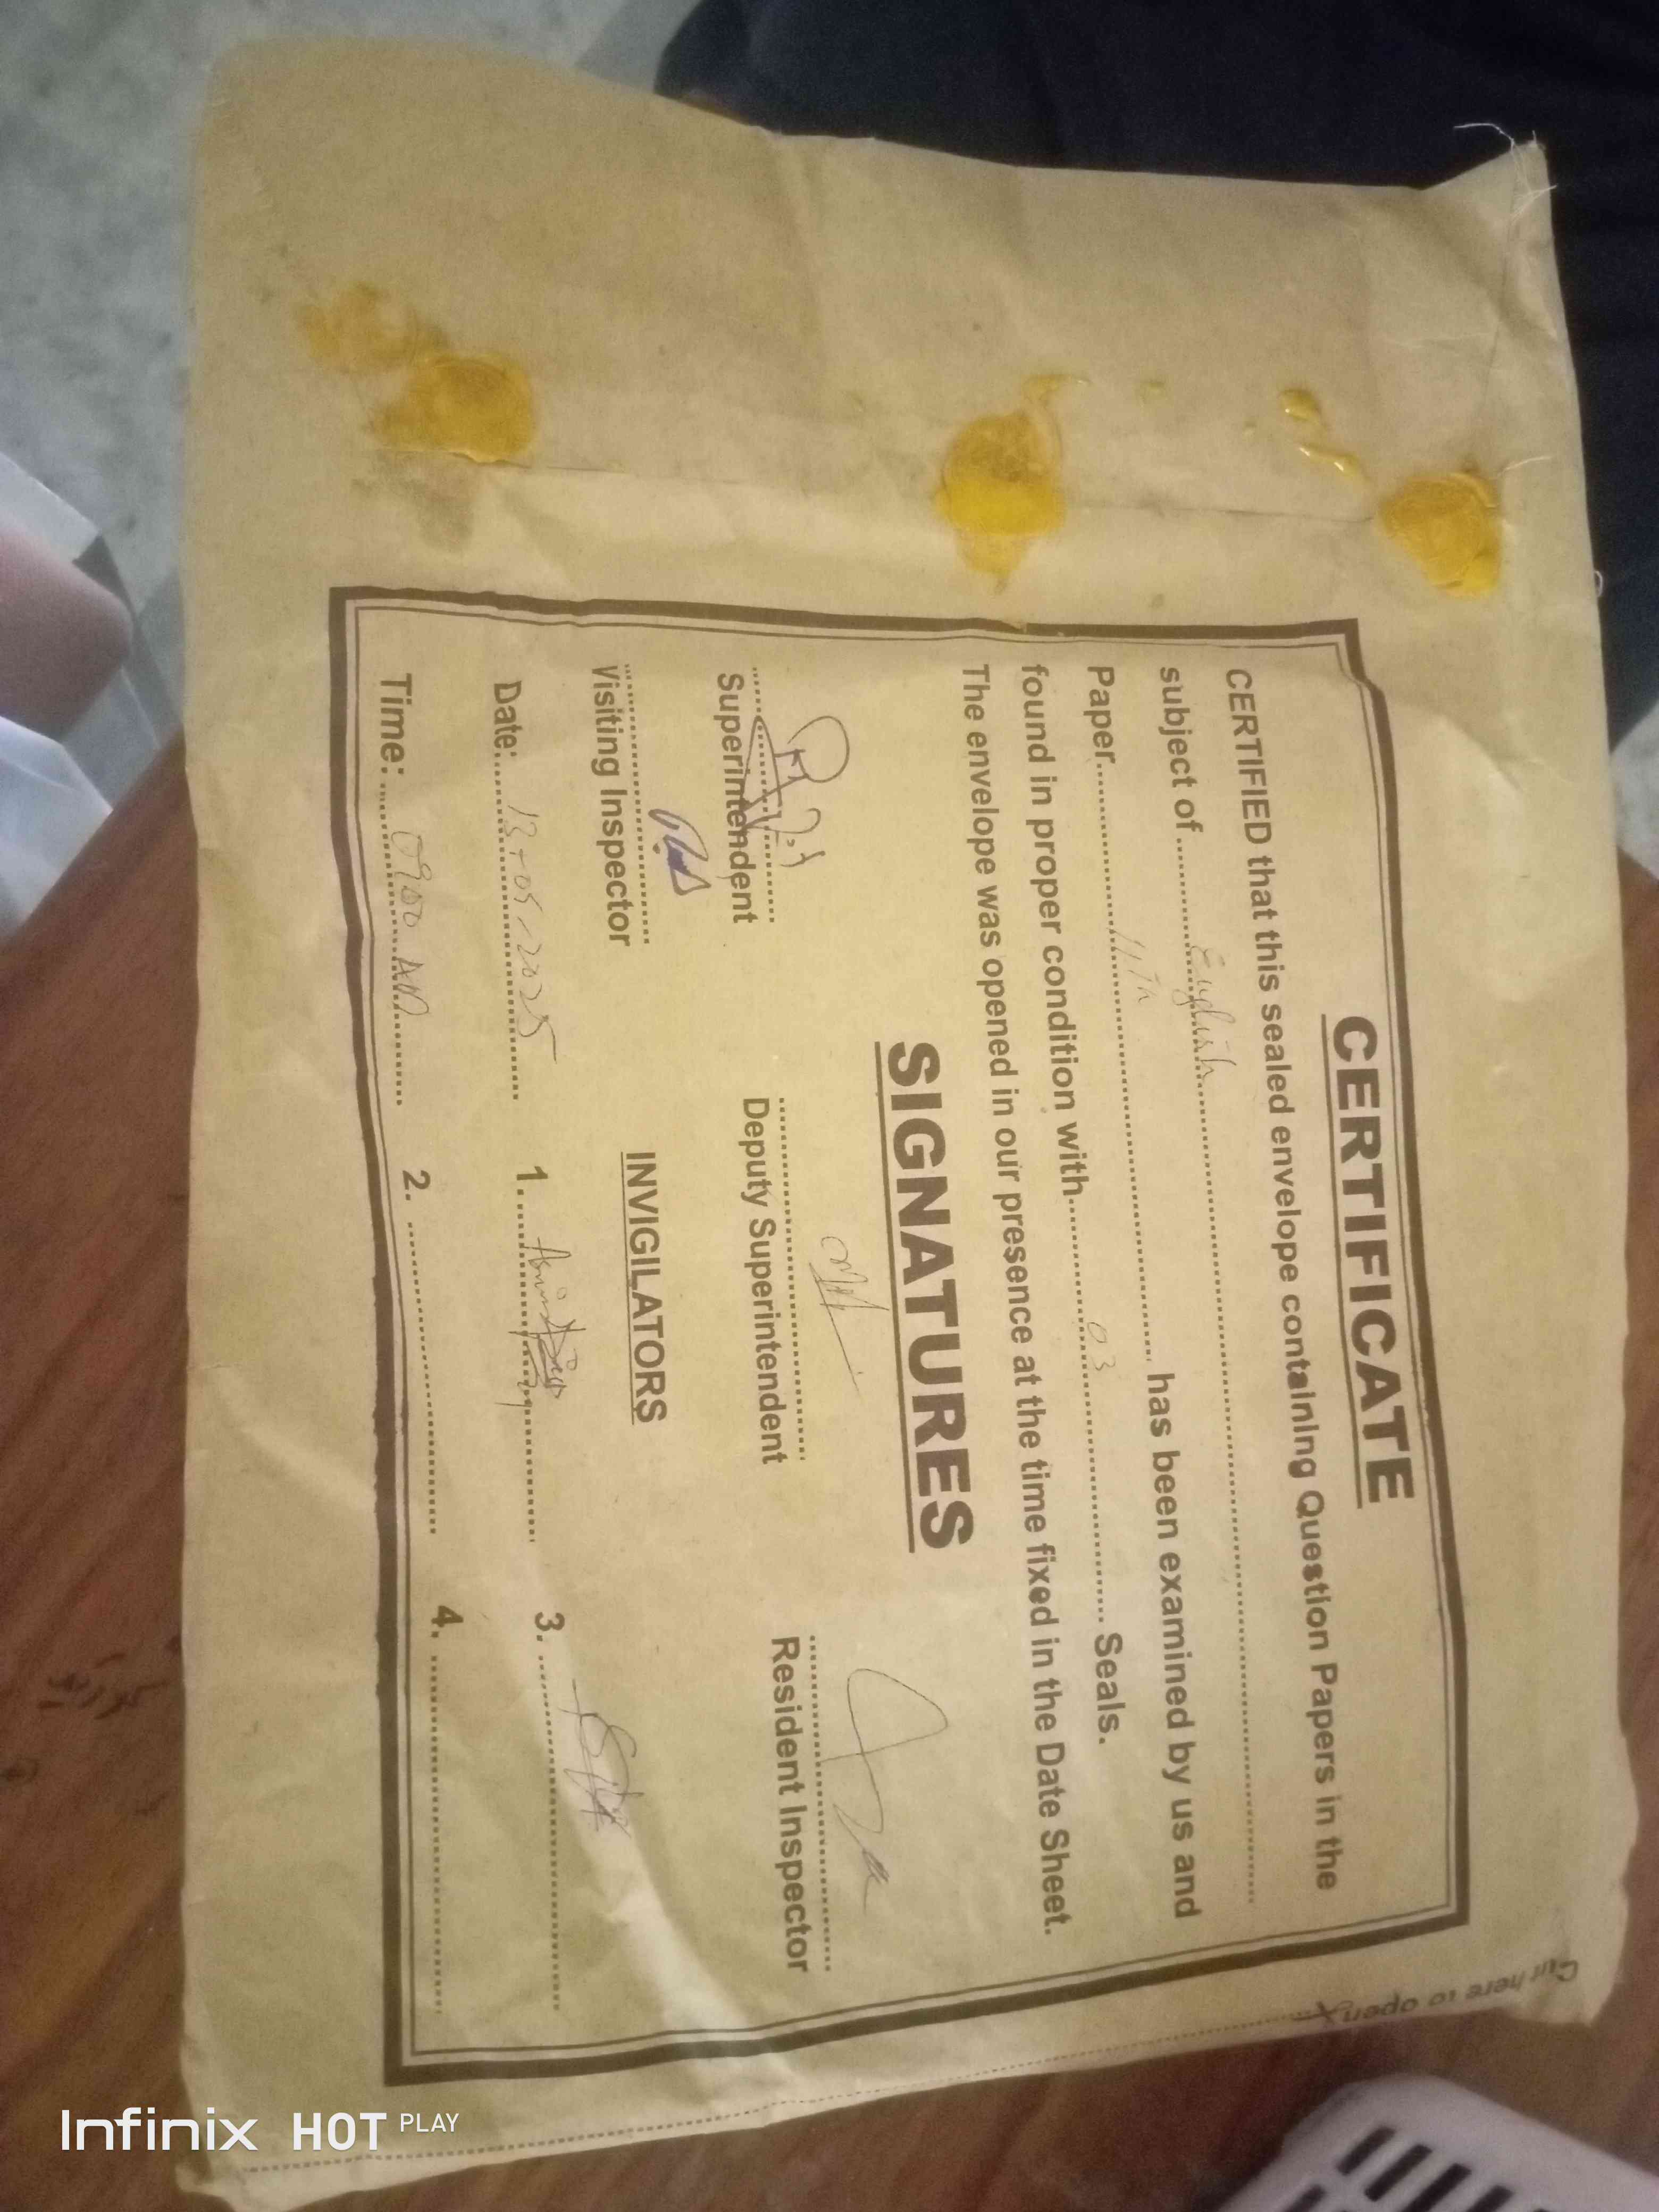 CERTIFICATE
CERTIFIED that this sealed envelope containing Question Papers in the
subject of English
Paper 11th has been examined by us and
found in proper condition with 03 Seals.
The envelope was opened in our presence at the time fixed in the Date Sheet.
SIGNATURES
Superintendent Deputy Superintendent Resident Inspector
Visiting Inspector
INVIGILATORS
Date: 13-05-2025 1. 3.
Time: 0900 AM 2. 4.
Cut here to open
Infinix HOT PLAY